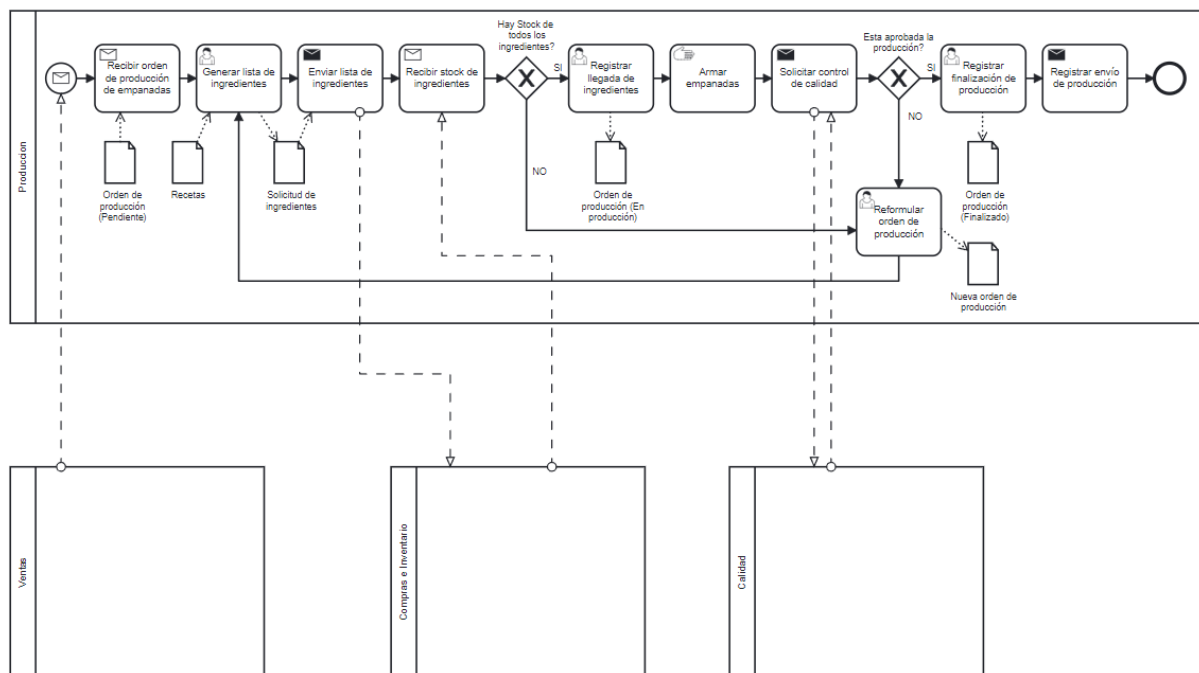 Hay Stock de
todos los
ingredientes?
Esta aprobada la
producción?
Recibir orden
de producción
de empanadas
Generar lista de
ingredientes
Enviar lista de
ingredientes
Recibir stock de
ingredientes
SI
Registrar
llegada de
ingredientes
Armar
empanadas
Solicitar control
de calidad
SI
Registrar
finalización de
producción
Registrar envío
de producción
NO
NO
Orden de
producción
(Pendiente)
Recetas
Solicitud de
ingredientes
Orden de
producción (En
producción)
Reformular
orden de
producción
Orden de
producción
(Finalizado)
Nueva orden de
producción
Produccion
Ventas
Compras e Inventario
Calidad